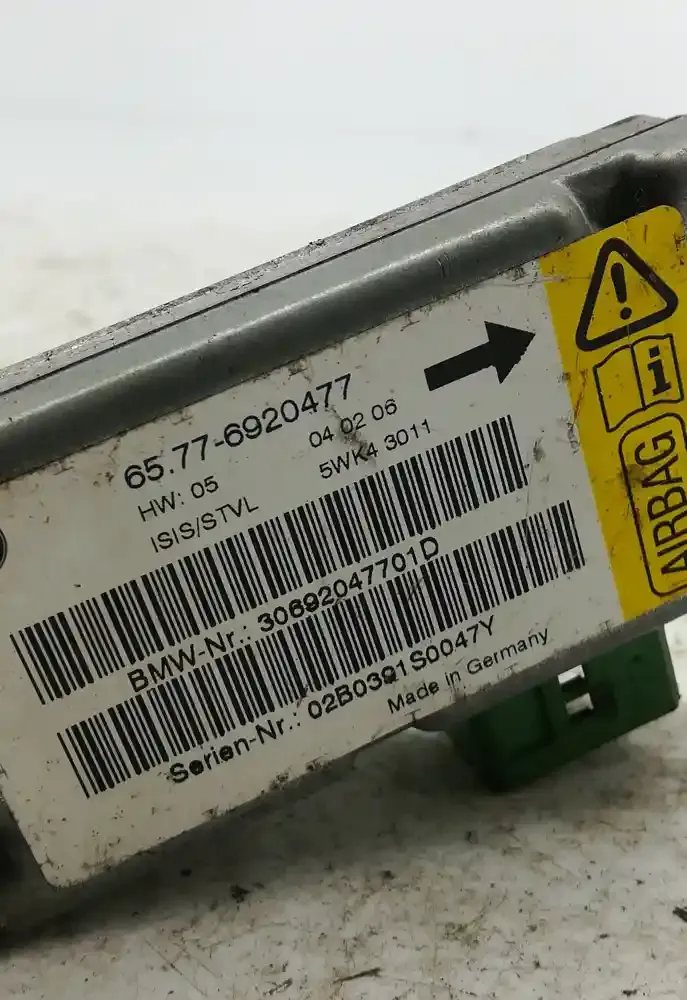 65.77-6920477
HW: 05 04 02 06
ISIS/STVL 5WK4 3011
BMW-Nr.: 30692047701D
Serien-Nr.: 02B0391S0047Y
Made in Germany
i
AIRBAG